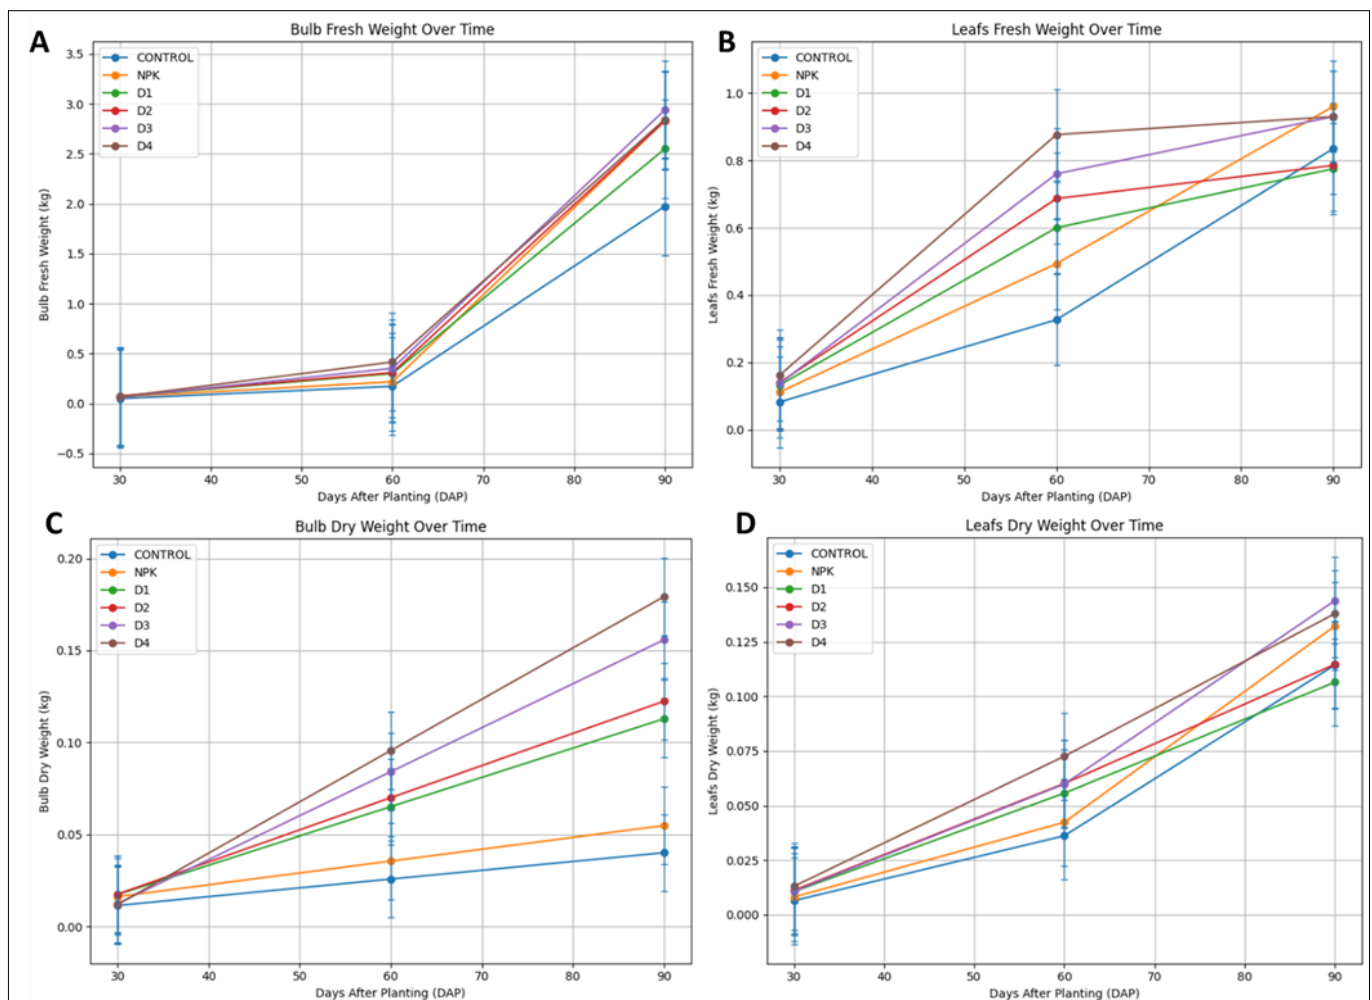 A
Bulb Fresh Weight Over Time
3.5
3.0
2.5
2.0
1.5
1.0
0.5
0.0
−0.5
Bulb Fresh Weight (kg)
CONTROL
NPK
D1
D2
D3
D4
30 40 50 60 70 80 90
Days After Planting (DAP)
B
Leafs Fresh Weight Over Time
1.0
0.8
0.6
0.4
0.2
0.0
Leafs Fresh Weight (kg)
CONTROL
NPK
D1
D2
D3
D4
30 40 50 60 70 80 90
Days After Planting (DAP)
C
Bulb Dry Weight Over Time
0.20
0.15
0.10
0.05
0.00
Bulb Dry Weight (kg)
CONTROL
NPK
D1
D2
D3
D4
30 40 50 60 70 80 90
Days After Planting (DAP)
D
Leafs Dry Weight Over Time
0.150
0.125
0.100
0.075
0.050
0.025
0.000
Leafs Dry Weight (kg)
CONTROL
NPK
D1
D2
D3
D4
30 40 50 60 70 80 90
Days After Planting (DAP)